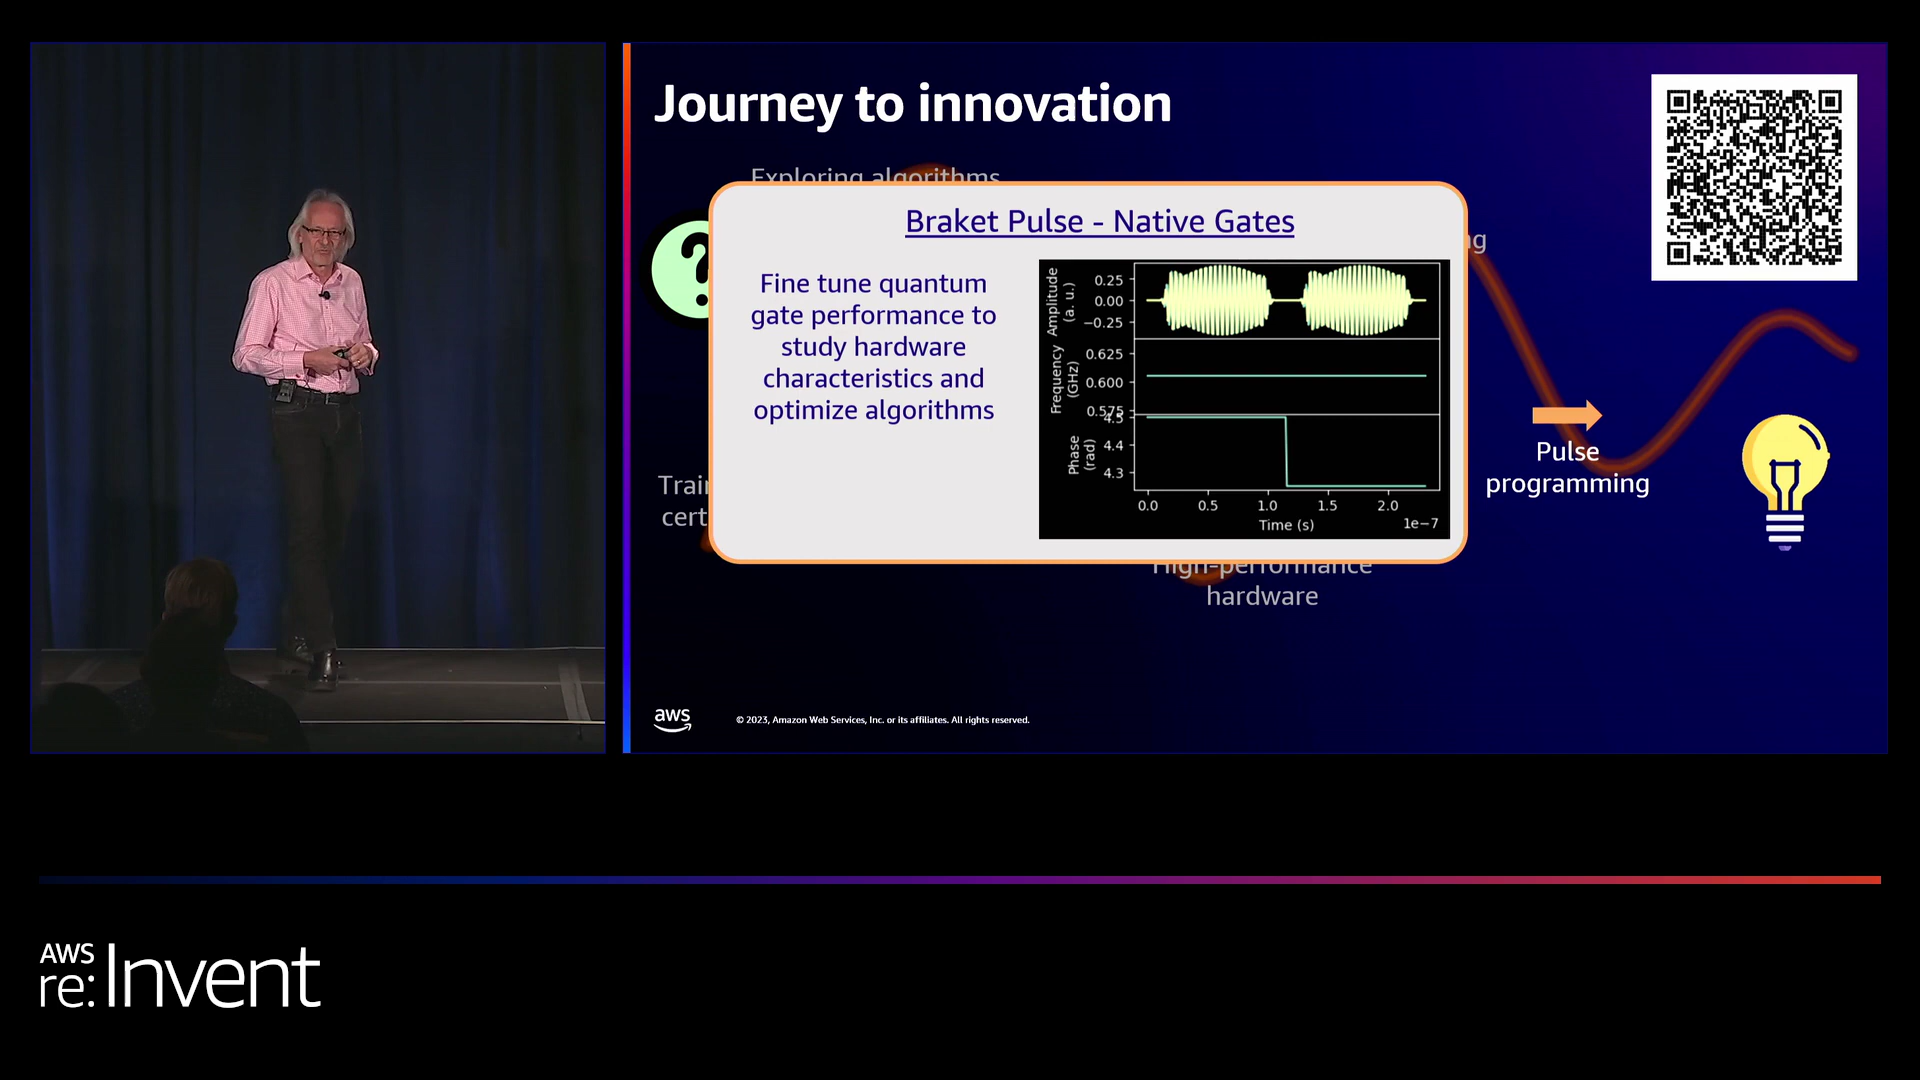 Journey to innovation
Exploring algorithms
Braket Pulse - Native Gates
Fine tune quantum
gate performance to
study hardware
characteristics and
optimize algorithms
Amplitude
(a. u.)
0.25
0.00
−0.25
Frequency
(GHz)
0.625
0.600
0.575
Phase
(rad)
4.5
4.4
4.3
0.0 0.5 1.0 1.5 2.0
Time (s)
1e−7
Pulse
programming
High-performance
hardware
aws
© 2023, Amazon Web Services, Inc. or its affiliates. All rights reserved.
AWS
re:Invent